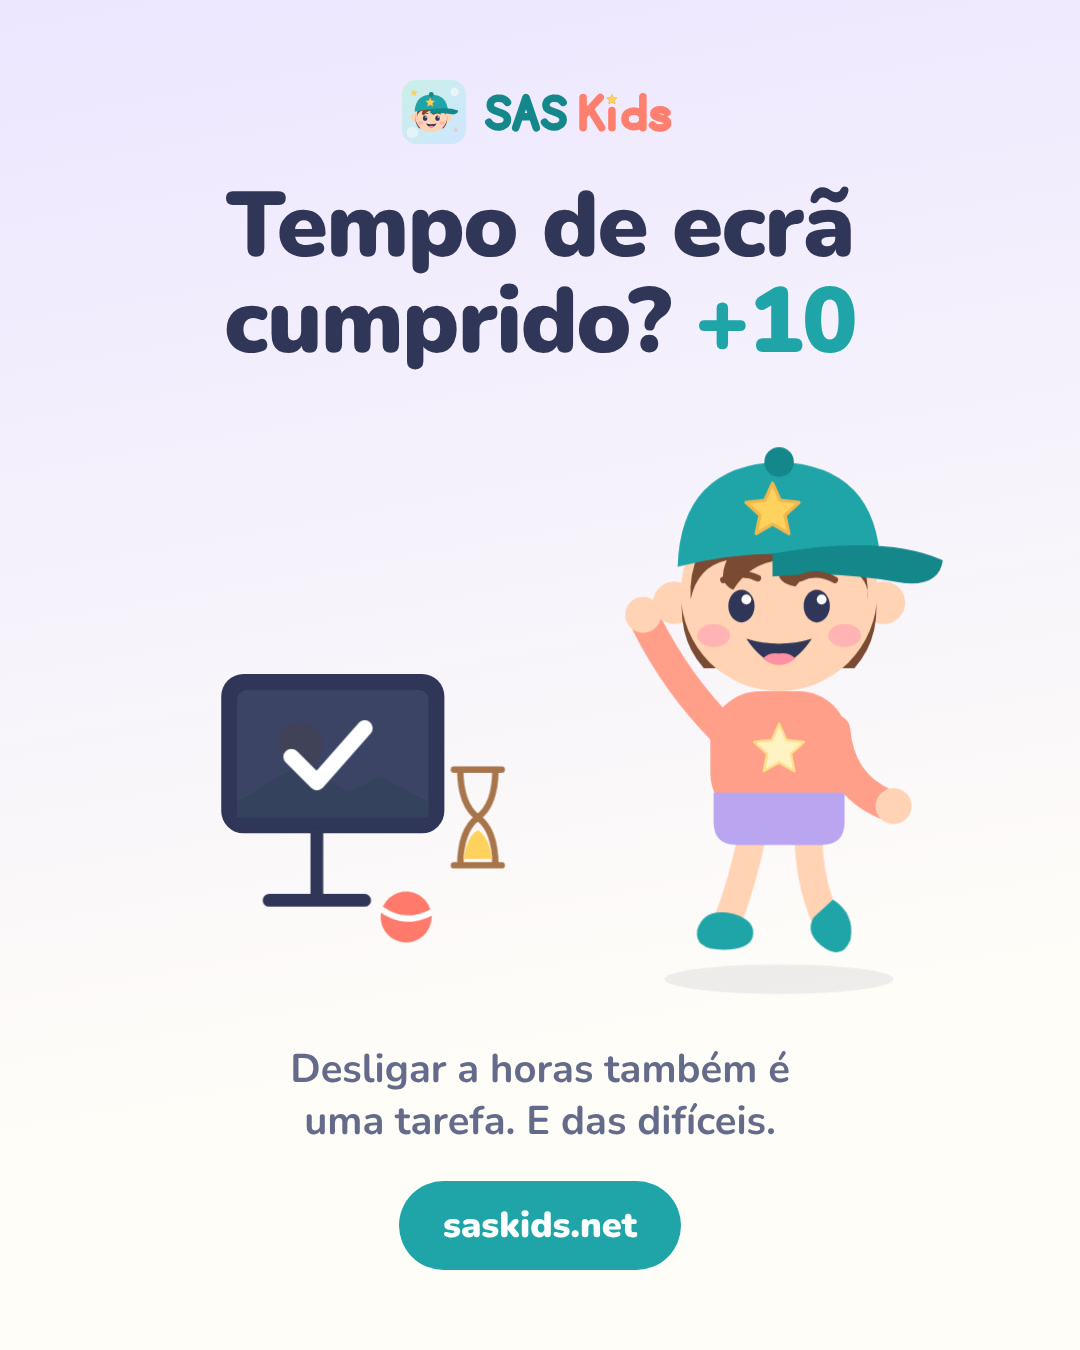 SAS Kids
Tempo de ecrã
cumprido? +10
Desligar a horas também é
uma tarefa. E das difíceis.
saskids.net